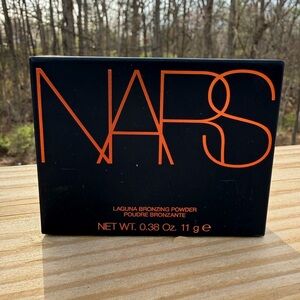 NARS
LAGUNA BRONZING POWDER
POUDRE BRONZANTE
NET WT. 0.38 Oz. 11 g ℮